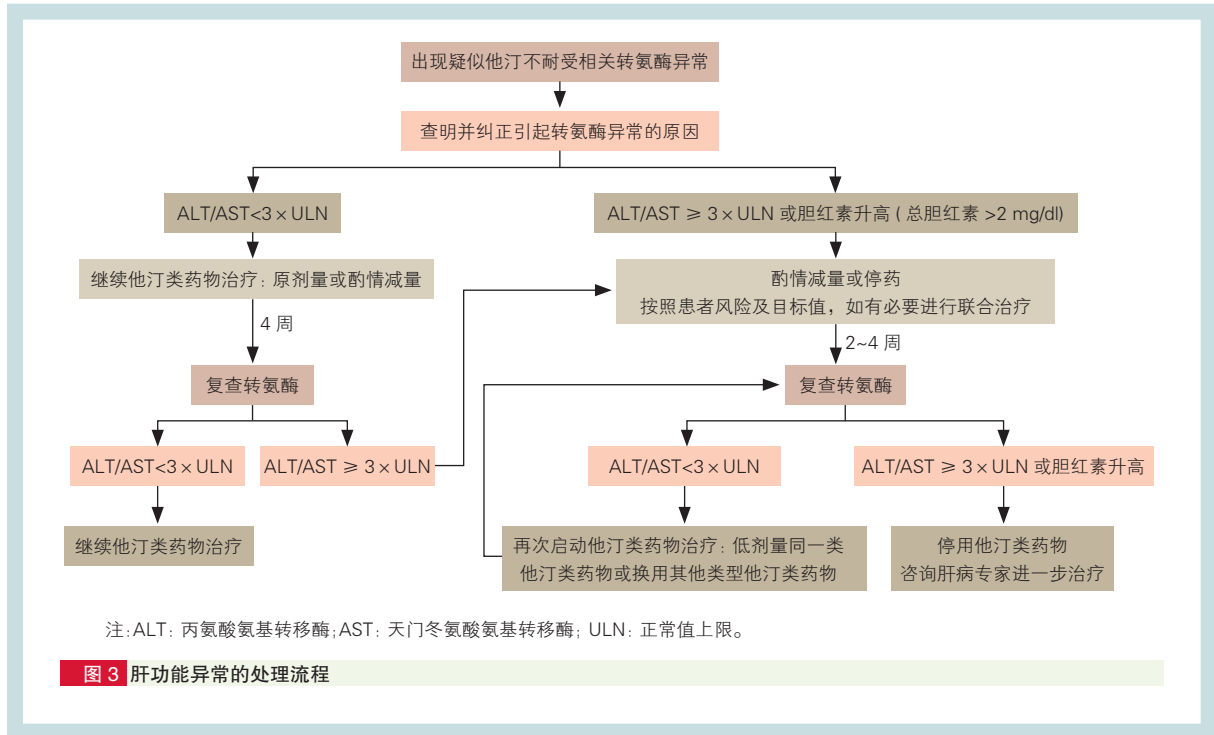 出现疑似他汀不耐受相关转氨酶异常
查明并纠正引起转氨酶异常的原因
ALT/AST<3×ULN
ALT/AST ≥ 3×ULN 或胆红素升高 ( 总胆红素 >2 mg/dl)
继续他汀类药物治疗: 原剂量或酌情减量
酌情减量或停药
按照患者风险及目标值，如有必要进行联合治疗
4 周
2~4 周
复查转氨酶
复查转氨酶
ALT/AST<3×ULN
ALT/AST ≥ 3×ULN
ALT/AST<3×ULN
ALT/AST ≥ 3×ULN 或胆红素升高
继续他汀类药物治疗
再次启动他汀类药物治疗: 低剂量同一类
他汀类药物或换用其他类型他汀类药物
停用他汀类药物
咨询肝病专家进一步治疗
注:ALT: 丙氨酸氨基转移酶;AST: 天门冬氨酸氨基转移酶; ULN: 正常值上限。
图 3 肝功能异常的处理流程